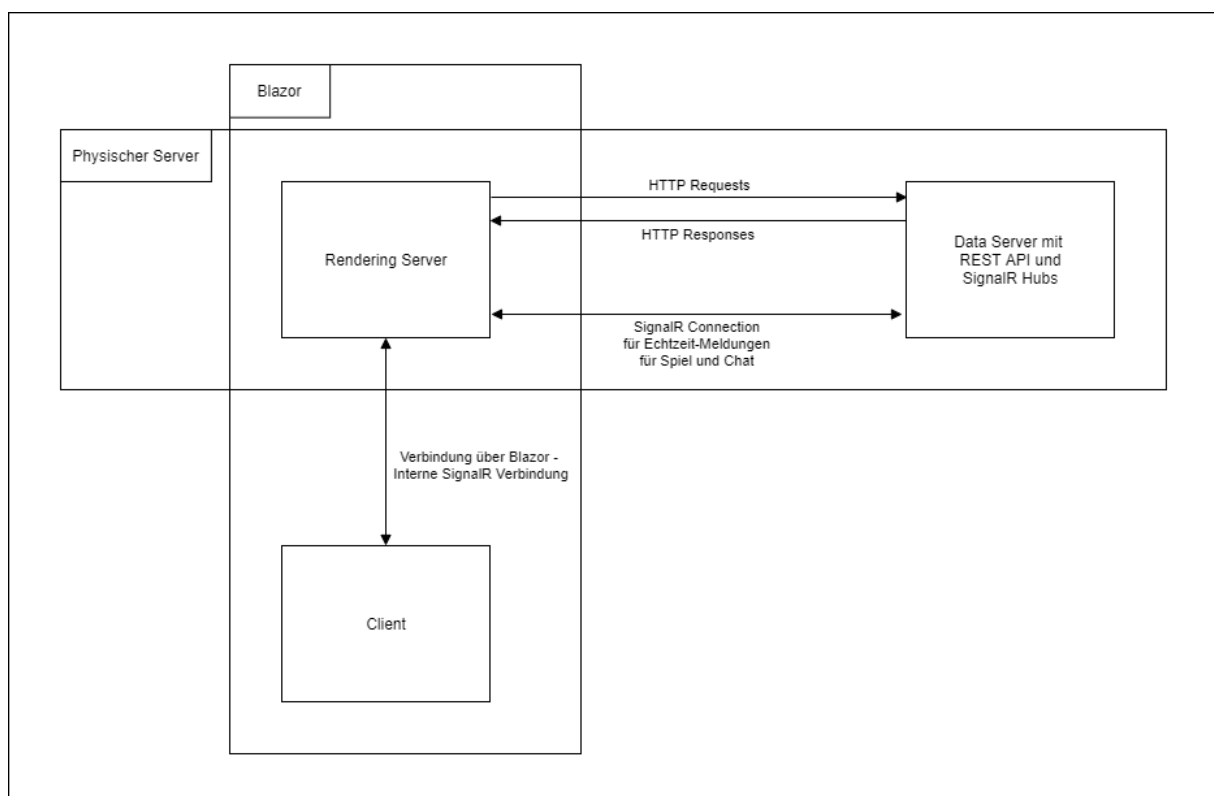 Blazor
Physischer Server
HTTP Requests
HTTP Responses
Rendering Server
Data Server mit
REST API und
SignalR Hubs
SignalR Connection
für Echtzeit-Meldungen
für Spiel und Chat
Verbindung über Blazor -
Interne SignalR Verbindung
Client